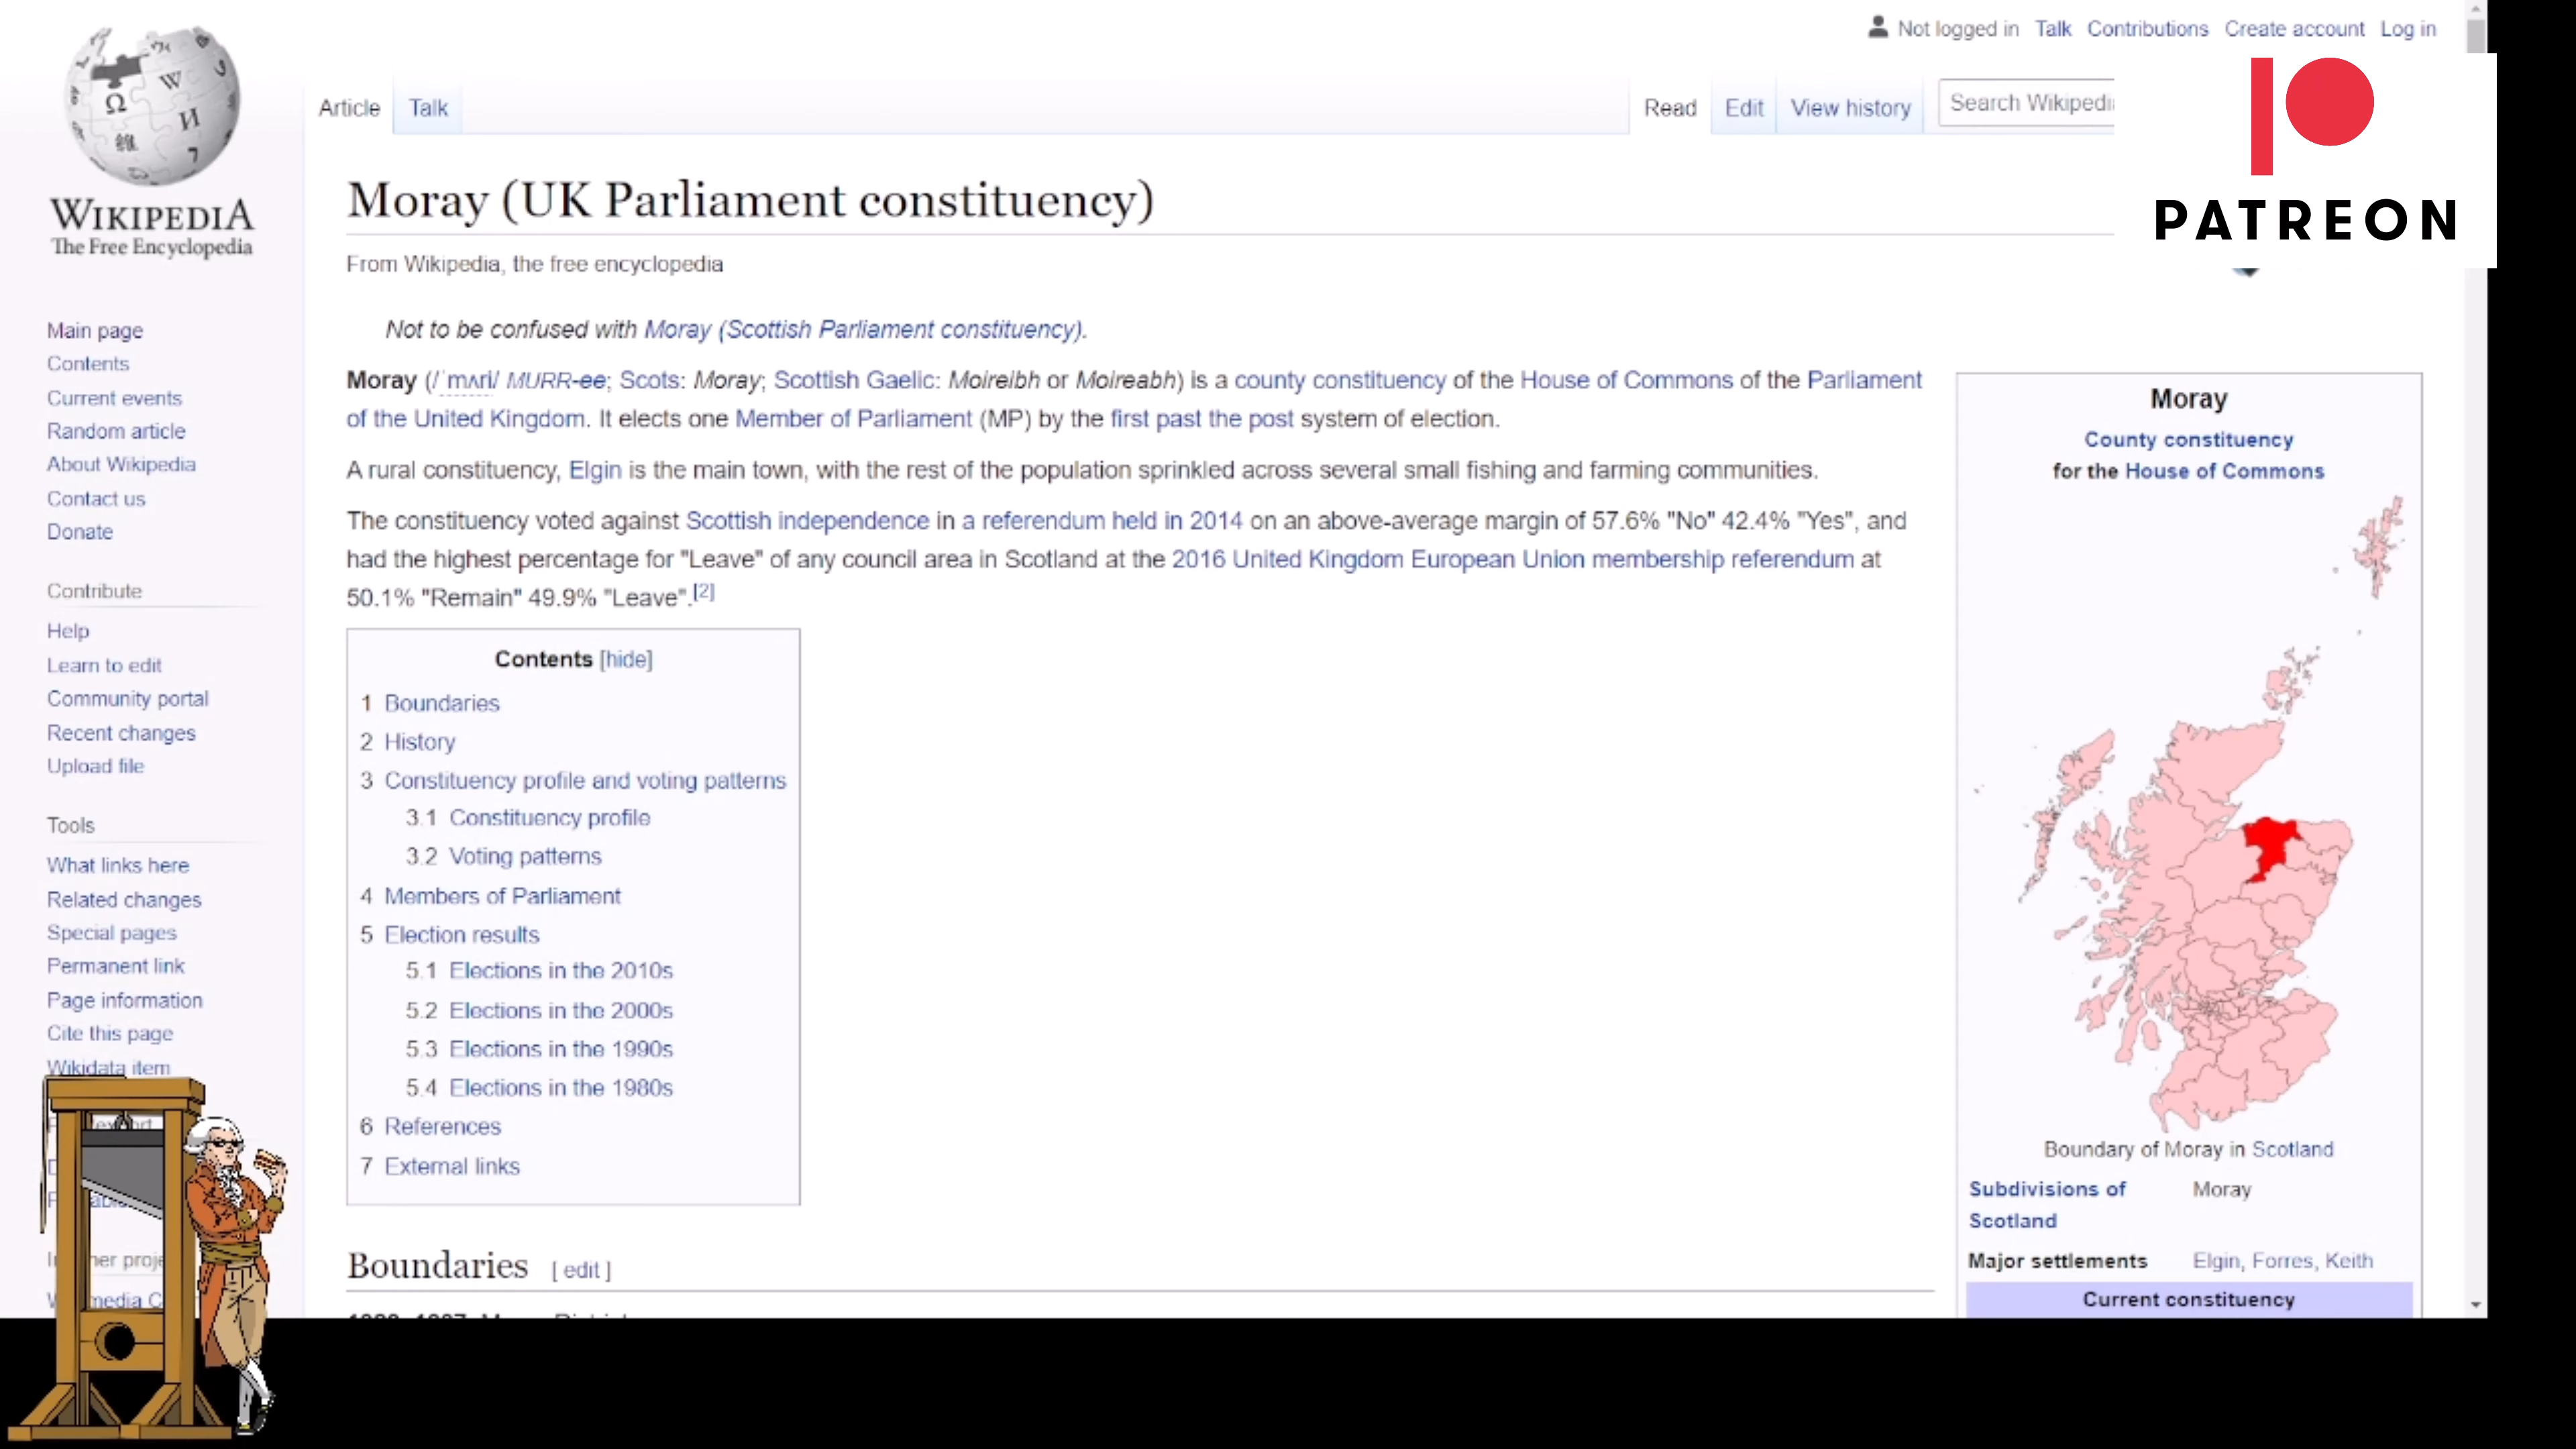 Not logged in Talk Contributions Create account Log in
Article Talk Read Edit View history Search Wikipedi
PATREON
WIKIPEDIA
The Free Encyclopedia
Moray (UK Parliament constituency)
From Wikipedia, the free encyclopedia
Not to be confused with Moray (Scottish Parliament constituency).
Moray (/ˈmʌri/ MURR-ee; Scots: Moray; Scottish Gaelic: Moireibh or Moireabh) is a county constituency of the House of Commons of the Parliament
of the United Kingdom. It elects one Member of Parliament (MP) by the first past the post system of election.
A rural constituency, Elgin is the main town, with the rest of the population sprinkled across several small fishing and farming communities.
The constituency voted against Scottish independence in a referendum held in 2014 on an above-average margin of 57.6% "No" 42.4% "Yes", and
had the highest percentage for "Leave" of any council area in Scotland at the 2016 United Kingdom European Union membership referendum at
50.1% "Remain" 49.9% "Leave".[2]
Main page
Contents
Current events
Random article
About Wikipedia
Contact us
Donate
Contribute
Help
Learn to edit
Community portal
Recent changes
Upload file
Tools
What links here
Related changes
Special pages
Permanent link
Page information
Cite this page
Wikidata item
Contents [hide]
1 Boundaries
2 History
3 Constituency profile and voting patterns
3.1 Constituency profile
3.2 Voting patterns
4 Members of Parliament
5 Election results
5.1 Elections in the 2010s
5.2 Elections in the 2000s
5.3 Elections in the 1990s
5.4 Elections in the 1980s
6 References
7 External links
Boundaries [ edit ]
Moray
County constituency
for the House of Commons
Boundary of Moray in Scotland
Subdivisions of Moray
Scotland
Major settlements Elgin, Forres, Keith
Current constituency